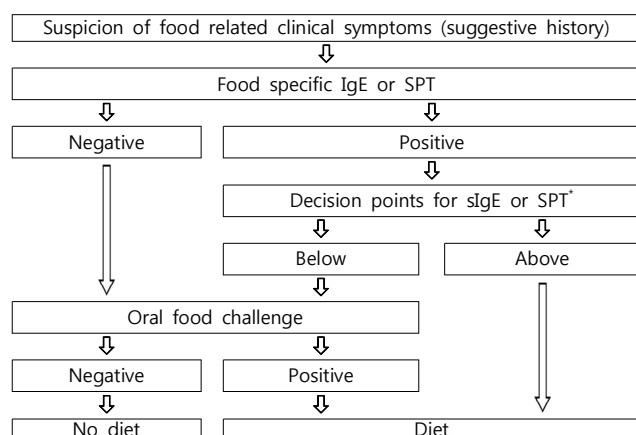 Suspicion of food related clinical symptoms (suggestive history)
Food specific IgE or SPT
Negative
Positive
Decision points for sIgE or SPT*
Below
Above
Oral food challenge
Negative
Positive
No diet
Diet